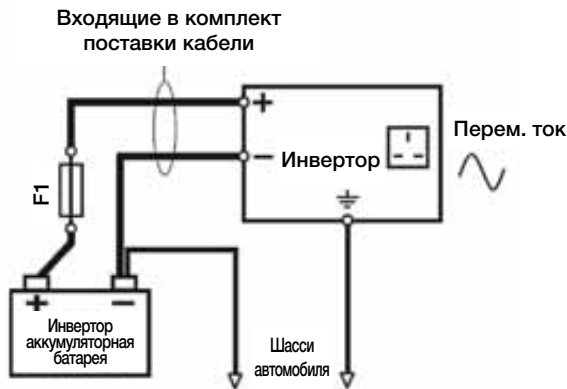 Входящие в комплект
поставки кабели
+
Перем. ток
− Инвертор
F1
+ −
Инвертор
аккумуляторная
батарея
Шасси
автомобиля